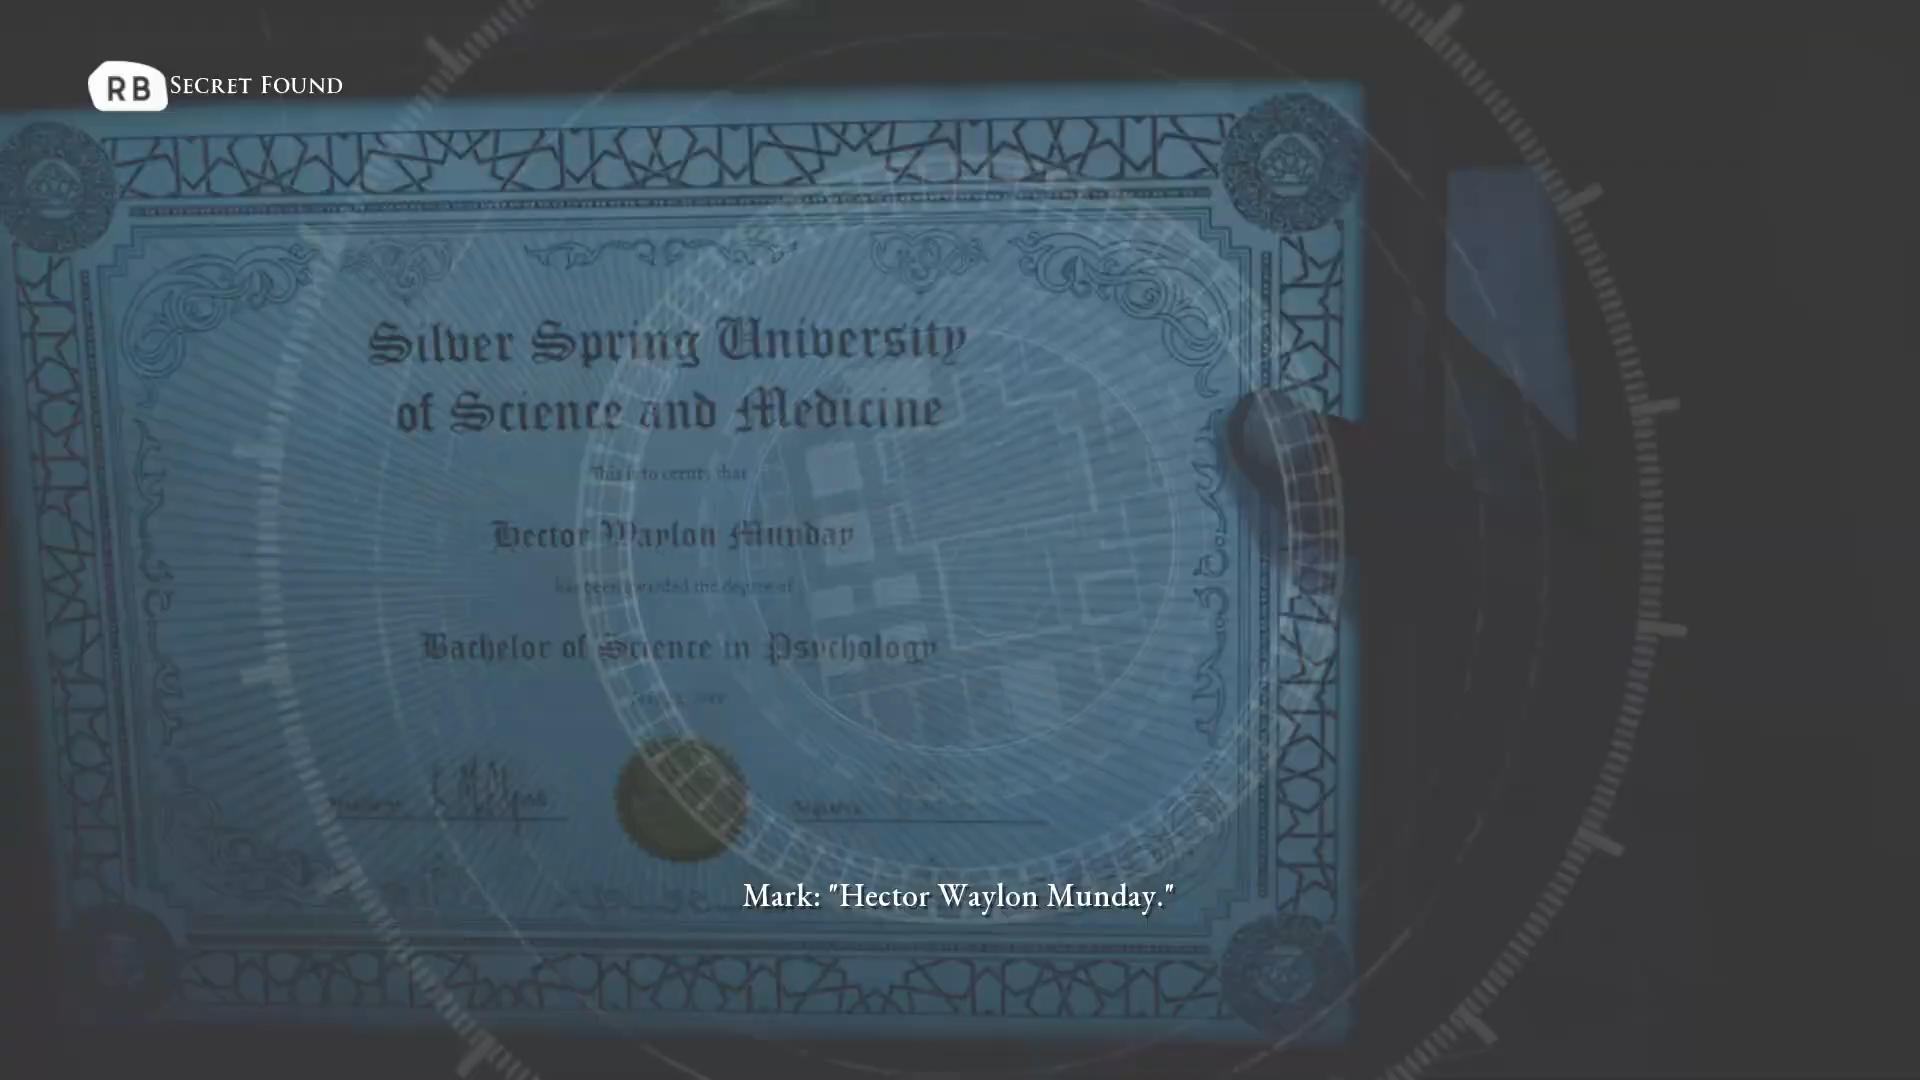 RB Secret Found
Silver Spring University
of Science and Medicine
This is to certify that
Hector Waylon Munday
has been awarded the degree of
Bachelor of Science in Psychology
Mark: "Hector Waylon Munday."